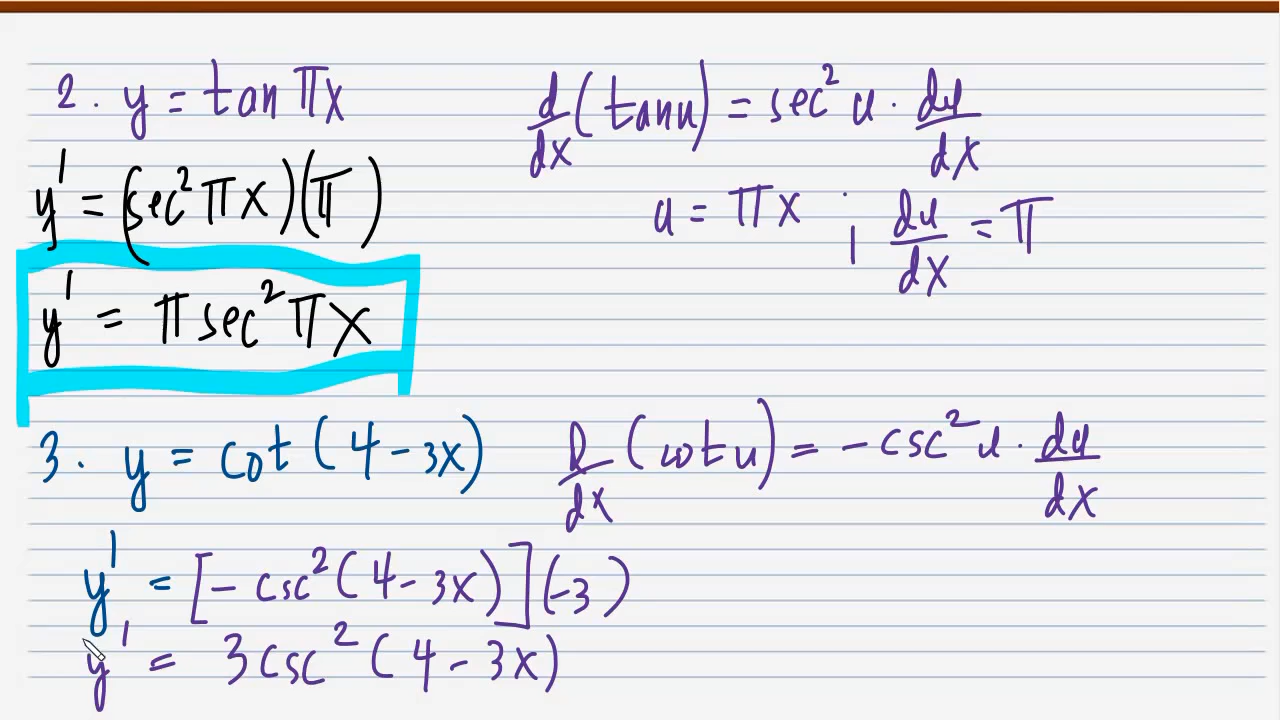 2. y = tan πx
d/dx (tan u) = sec² u · du/dx
y' = (sec² πx)(π)
u = πx ; du/dx = π
y' = π sec² πx
3. y = cot (4 - 3x)
d/dx (cot u) = - csc² u · du/dx
y' = [- csc² (4 - 3x)] (-3)
y' = 3 csc² (4 - 3x)